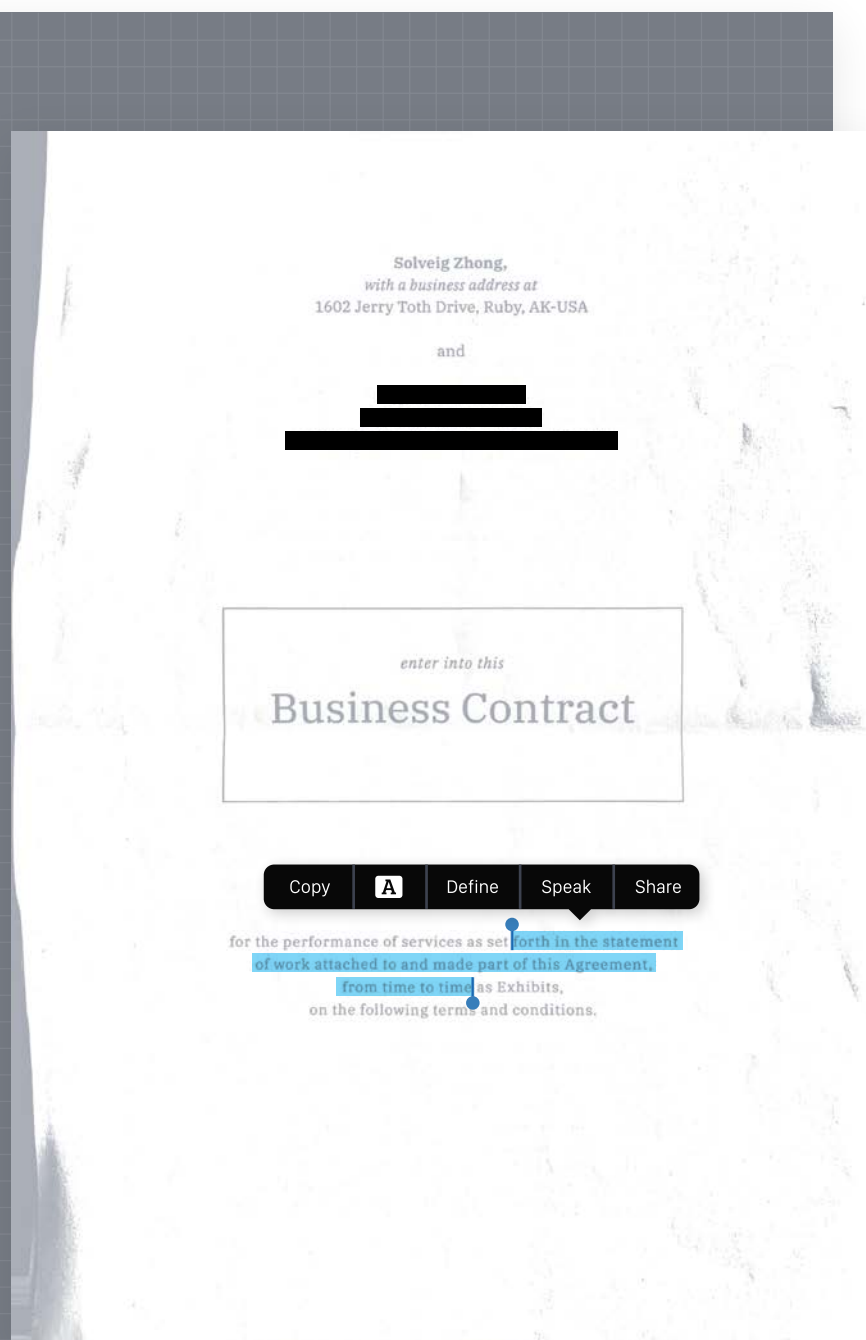 Solveig Zhong,
with a business address at
1602 Jerry Toth Drive, Ruby, AK-USA
and
enter into this
Business Contract
Copy A Define Speak Share
for the performance of services as set forth in the statement
of work attached to and made part of this Agreement,
from time to time as Exhibits,
on the following terms and conditions.